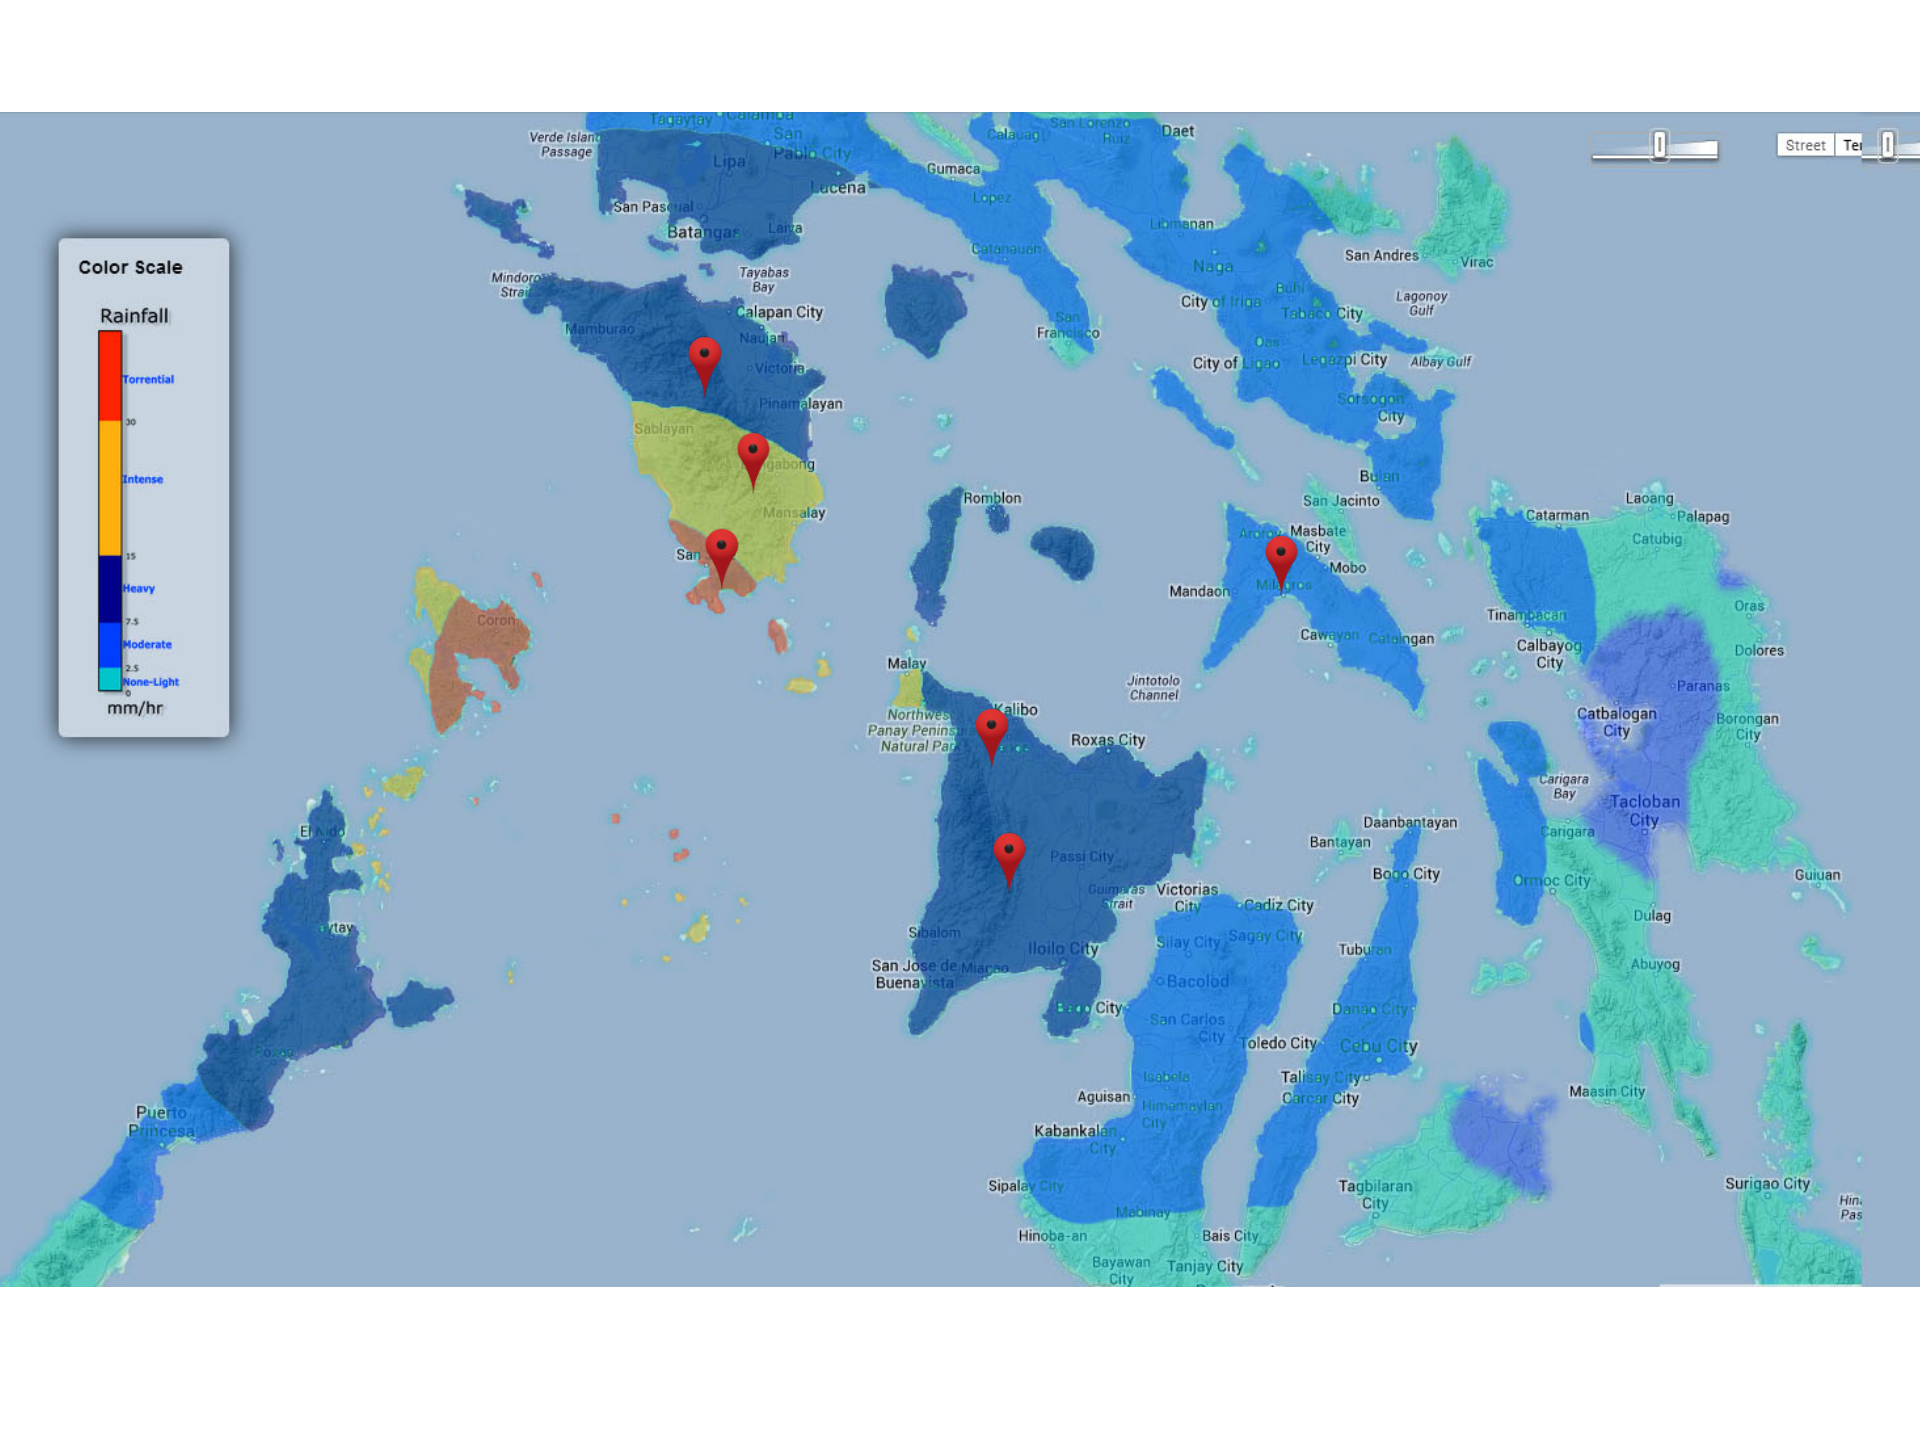 Tagaytay
Calamba
San
Pablo City
Verde Island
Passage
Lipa
Lucena
San Pascual
Batangas
Laiya
Calauag
San Lorenzo
Ruiz
Daet
Gumaca
Lopez
Catanauan
Libmanan
San Andres
Virac
Street
Color Scale
Rainfall
Torrential
30
Intense
15
Heavy
7.5
Moderate
2.5
None-Light
0
mm/hr
Tayabas
Bay
Calapan City
Mamburao
Naujan
Victoria
Pinamalayan
Sablayan
Mansalay
San
Coron
San
Francisco
Naga
Buhi
City of Iriga
Tabaco City
Lagonoy
Gulf
Oas
City of Ligao
Legazpi City
Albay Gulf
Sorsogon
City
Bulan
San Jacinto
Romblon
Aroroy
Masbate
City
Mobo
Milagros
Mandaon
Cawayan
Cataingan
Laoang
Catarman
Palapag
Catubig
Oras
Tinambacan
Calbayog
City
Dolores
Paranas
Catbalogan
City
Borongan
City
Malay
Jintotolo
Channel
Kalibo
Roxas City
Carigara
Bay
Tacloban
City
Carigara
Daanbantayan
Bantayan
Bogo City
Ormoc City
Guiuan
Dulag
Abuyog
El Nido
Passi City
Guimaras
Strait
Victorias
City
Cadiz City
Silay City
Sagay City
Tuburan
Sibalom
Iloilo City
San Jose de
Buenavista
Miagao
Bacolod
City
San Carlos
City
Danao City
Toledo City
Cebu City
Isabela
Talisay City
Carcar City
Aguisan
Himamaylan
City
Maasin City
Puerto
Princesa
Kabankalan
City
Sipalay City
Mabinay
Tagbilaran
City
Surigao City
Hinoba-an
Bais City
Bayawan
City
Tanjay City